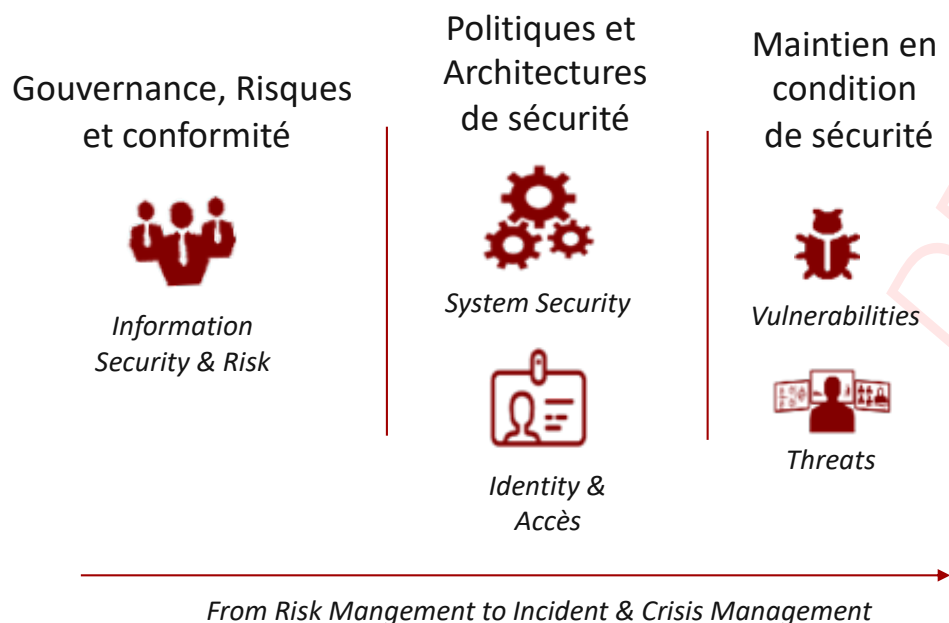 Gouvernance, Risques
et conformité
Information
Security & Risk
Politiques et
Architectures
de sécurité
System Security
Identity &
Accès
Maintien en
condition
de sécurité
Vulnerabilities
Threats
From Risk Mangement to Incident & Crisis Management